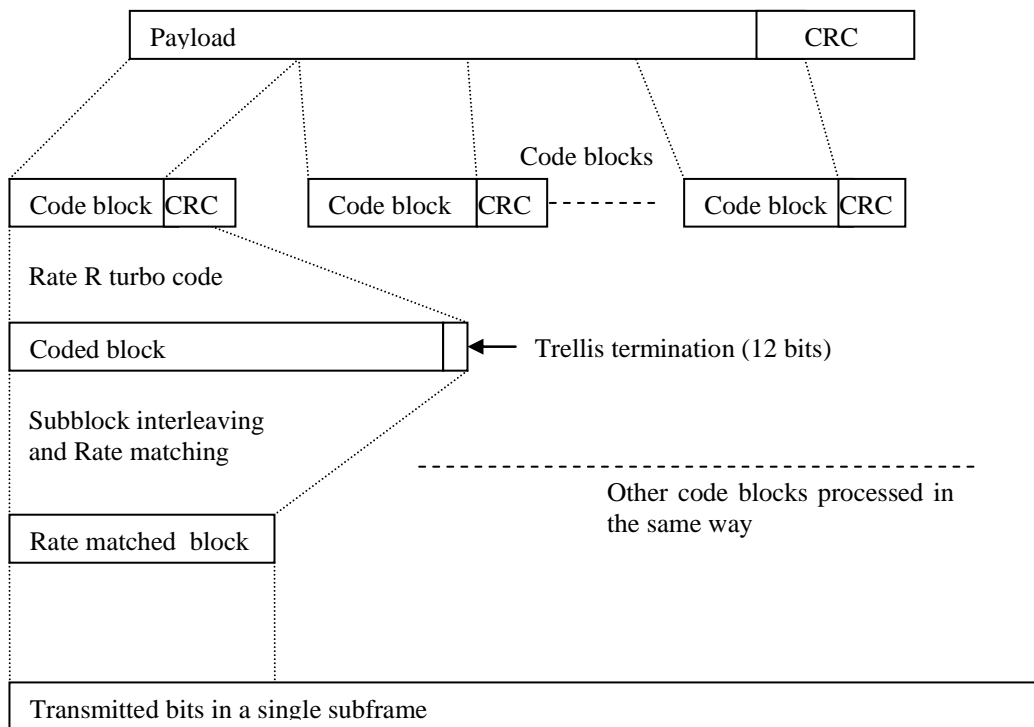 Payload CRC
Code blocks
Code block CRC Code block CRC Code block CRC
Rate R turbo code
Coded block
Trellis termination (12 bits)
Subblock interleaving
and Rate matching
Other code blocks processed in
the same way
Rate matched block
Transmitted bits in a single subframe